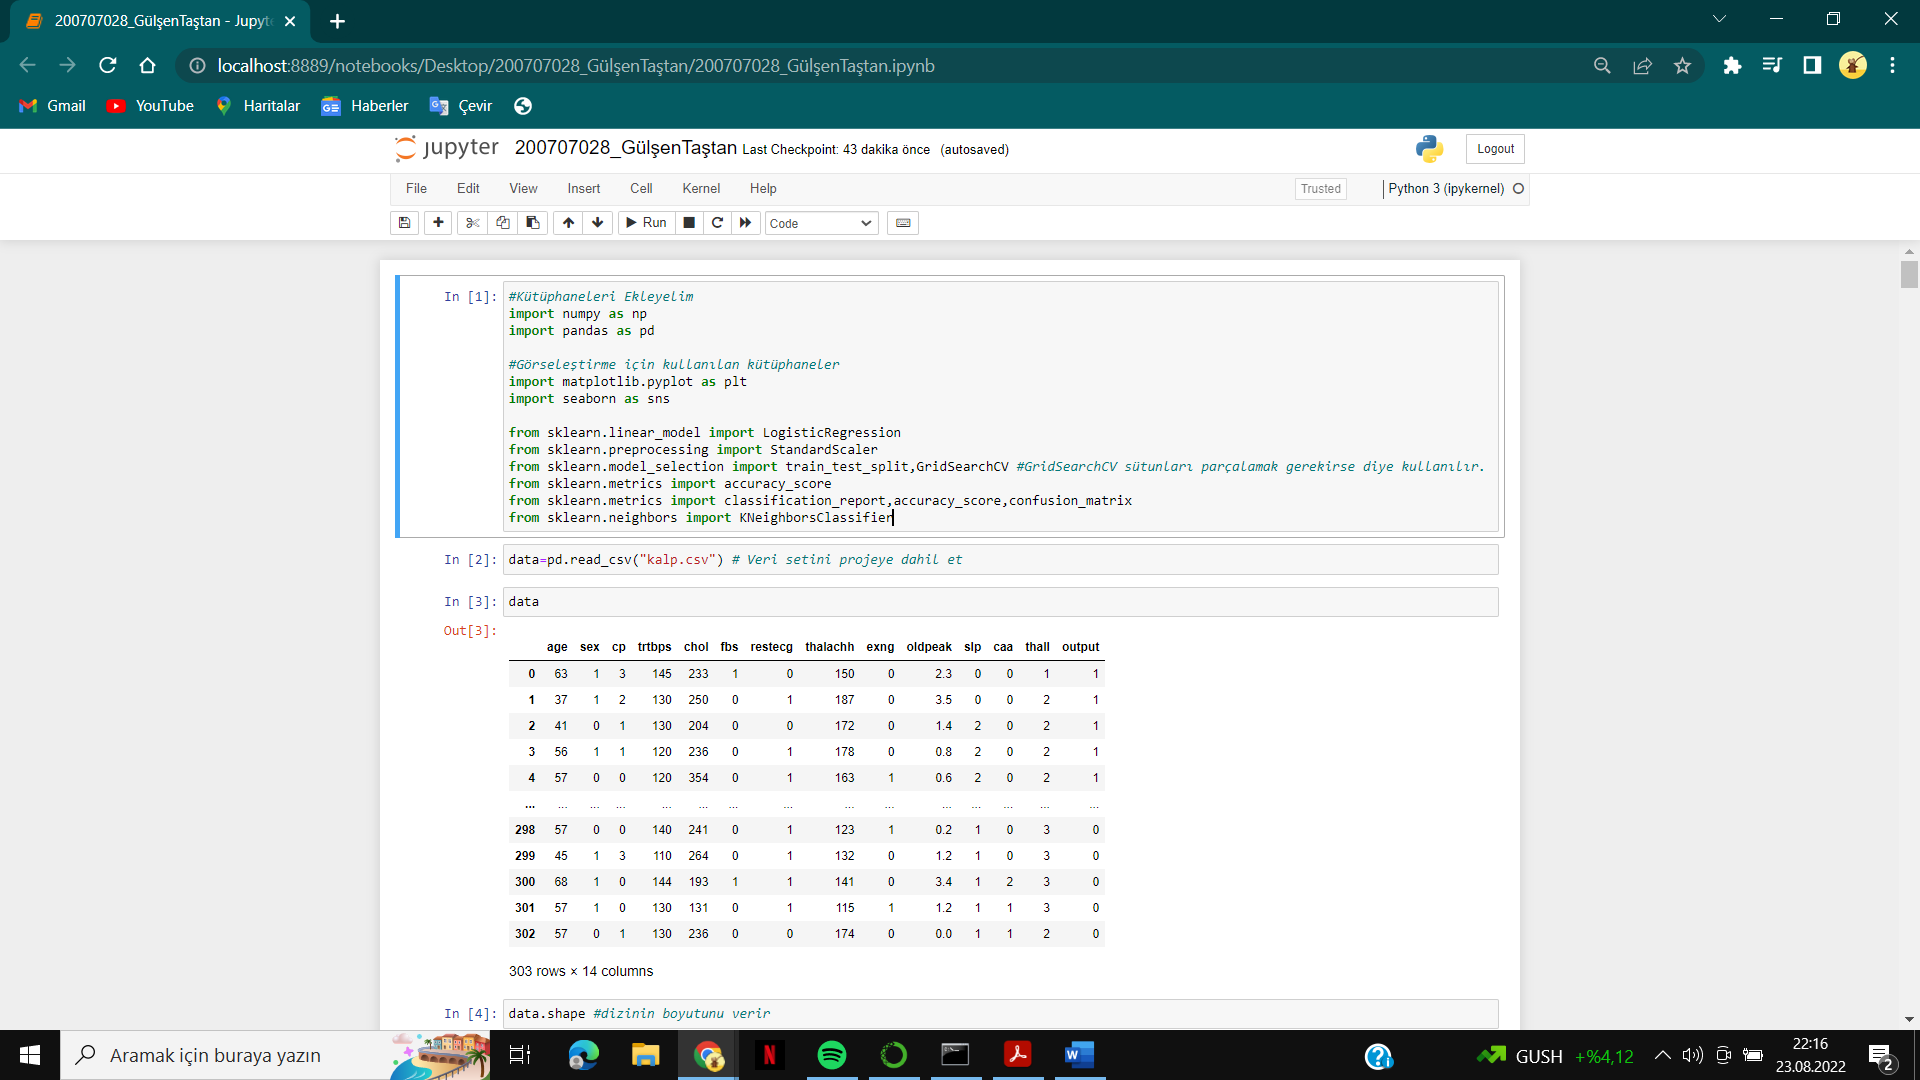 200707028_GülşenTaştan - Jupyt
localhost:8889/notebooks/Desktop/200707028_GülşenTaştan/200707028_GülşenTaştan.ipynb
Gmail YouTube Haritalar Haberler Çevir
jupyter 200707028_GülşenTaştan Last Checkpoint: 43 dakika önce (autosaved) Logout
File Edit View Insert Cell Kernel Help Trusted Python 3 (ipykernel)
Run Code
In [1]: #Kütüphaneleri Ekleyelim
import numpy as np
import pandas as pd
#Görseleştirme için kullanılan kütüphaneler
import matplotlib.pyplot as plt
import seaborn as sns
from sklearn.linear_model import LogisticRegression
from sklearn.preprocessing import StandardScaler
from sklearn.model_selection import train_test_split,GridSearchCV #GridSearchCV sütunları parçalamak gerekirse diye kullanılır.
from sklearn.metrics import accuracy_score
from sklearn.metrics import classification_report,accuracy_score,confusion_matrix
from sklearn.neighbors import KNeighborsClassifier
In [2]: data=pd.read_csv("kalp.csv") # Veri setini projeye dahil et
In [3]: data
Out[3]:
age sex cp trtbps chol fbs restecg thalachh exng oldpeak slp caa thall output
0 63 1 3 145 233 1 0 150 0 2.3 0 0 1 1
1 37 1 2 130 250 0 1 187 0 3.5 0 0 2 1
2 41 0 1 130 204 0 0 172 0 1.4 2 0 2 1
3 56 1 1 120 236 0 1 178 0 0.8 2 0 2 1
4 57 0 0 120 354 0 1 163 1 0.6 2 0 2 1
... ... ... ... ... ... ... ... ... ... ... ... ... ... ...
298 57 0 0 140 241 0 1 123 1 0.2 1 0 3 0
299 45 1 3 110 264 0 1 132 0 1.2 1 0 3 0
300 68 1 0 144 193 1 1 141 0 3.4 1 2 3 0
301 57 1 0 130 131 0 1 115 1 1.2 1 1 3 0
302 57 0 1 130 236 0 0 174 0 0.0 1 1 2 0
303 rows × 14 columns
In [4]: data.shape #dizinin boyutunu verir
Aramak için buraya yazın
GUSH +%4,12
22:16
23.08.2022
2